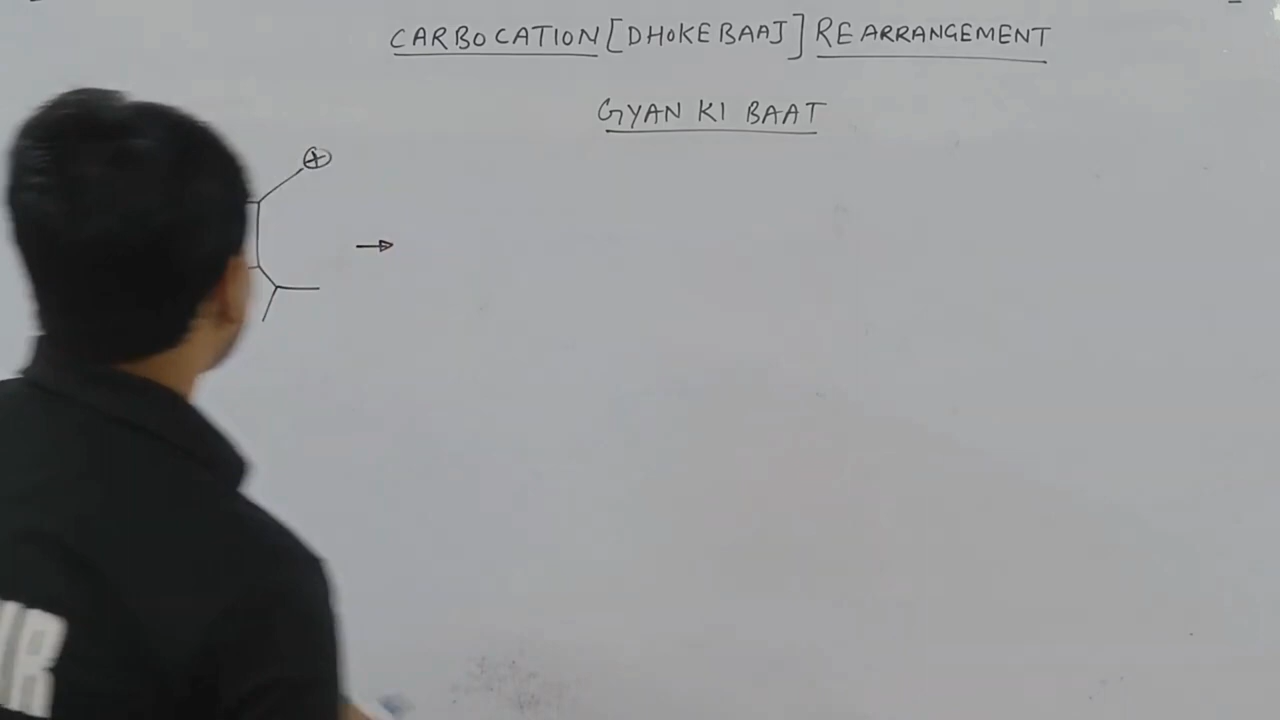 CARBOCATION [DHOKEBAAJ] REARRANGEMENT
GYAN KI BAAT
⊕
→